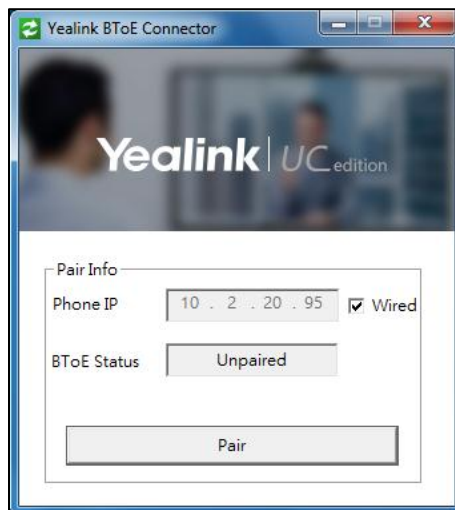 Yealink BToE Connector
Yealink | UC edition
Pair Info
Phone IP 10 . 2 . 20 . 95 Wired
BToE Status Unpaired
Pair